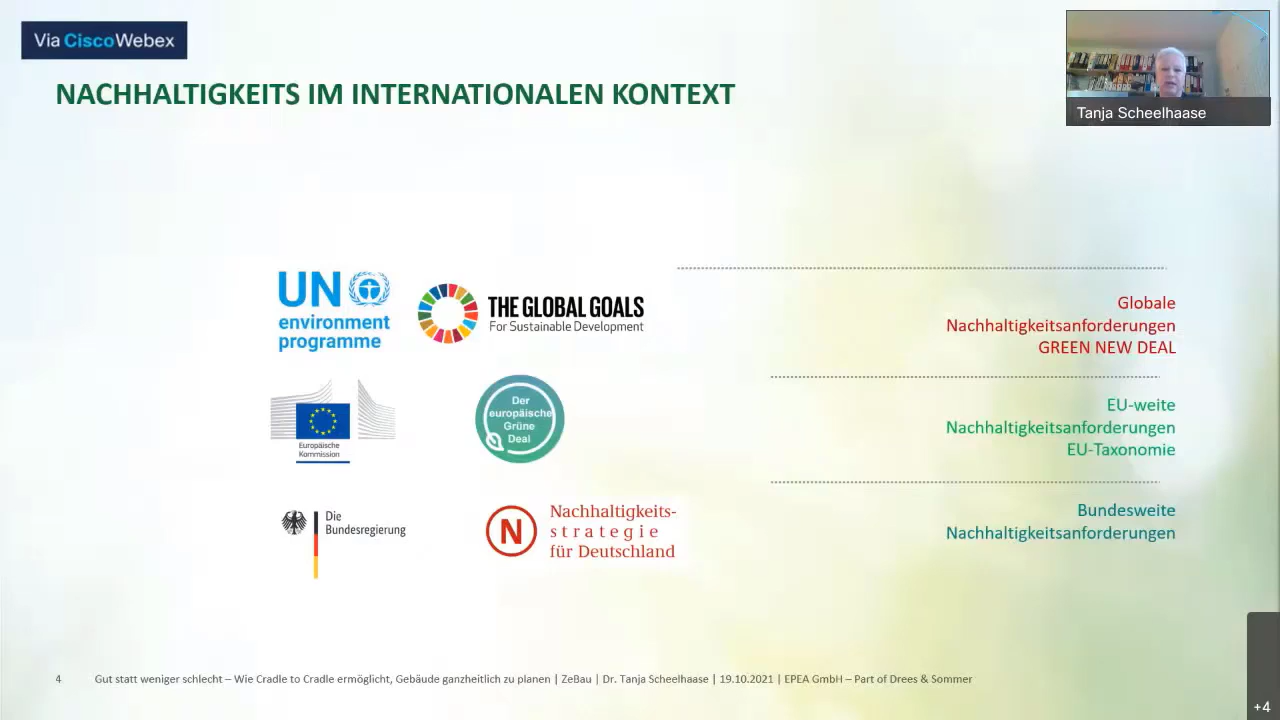 Via CiscoWebex
NACHHALTIGKEITS IM INTERNATIONALEN KONTEXT
Tanja Scheelhaase
UN
environment
programme
THE GLOBAL GOALS
For Sustainable Development
Globale
Nachhaltigkeitsanforderungen
GREEN NEW DEAL
Europäische
Kommission
Der
europäische
Grüne
Deal
EU-weite
Nachhaltigkeitsanforderungen
EU-Taxonomie
Die
Bundesregierung
N
Nachhaltigkeits-
strategie
für Deutschland
Bundesweite
Nachhaltigkeitsanforderungen
4 Gut statt weniger schlecht – Wie Cradle to Cradle ermöglicht, Gebäude ganzheitlich zu planen | ZeBau | Dr. Tanja Scheelhaase | 19.10.2021 | EPEA GmbH – Part of Drees & Sommer
+4